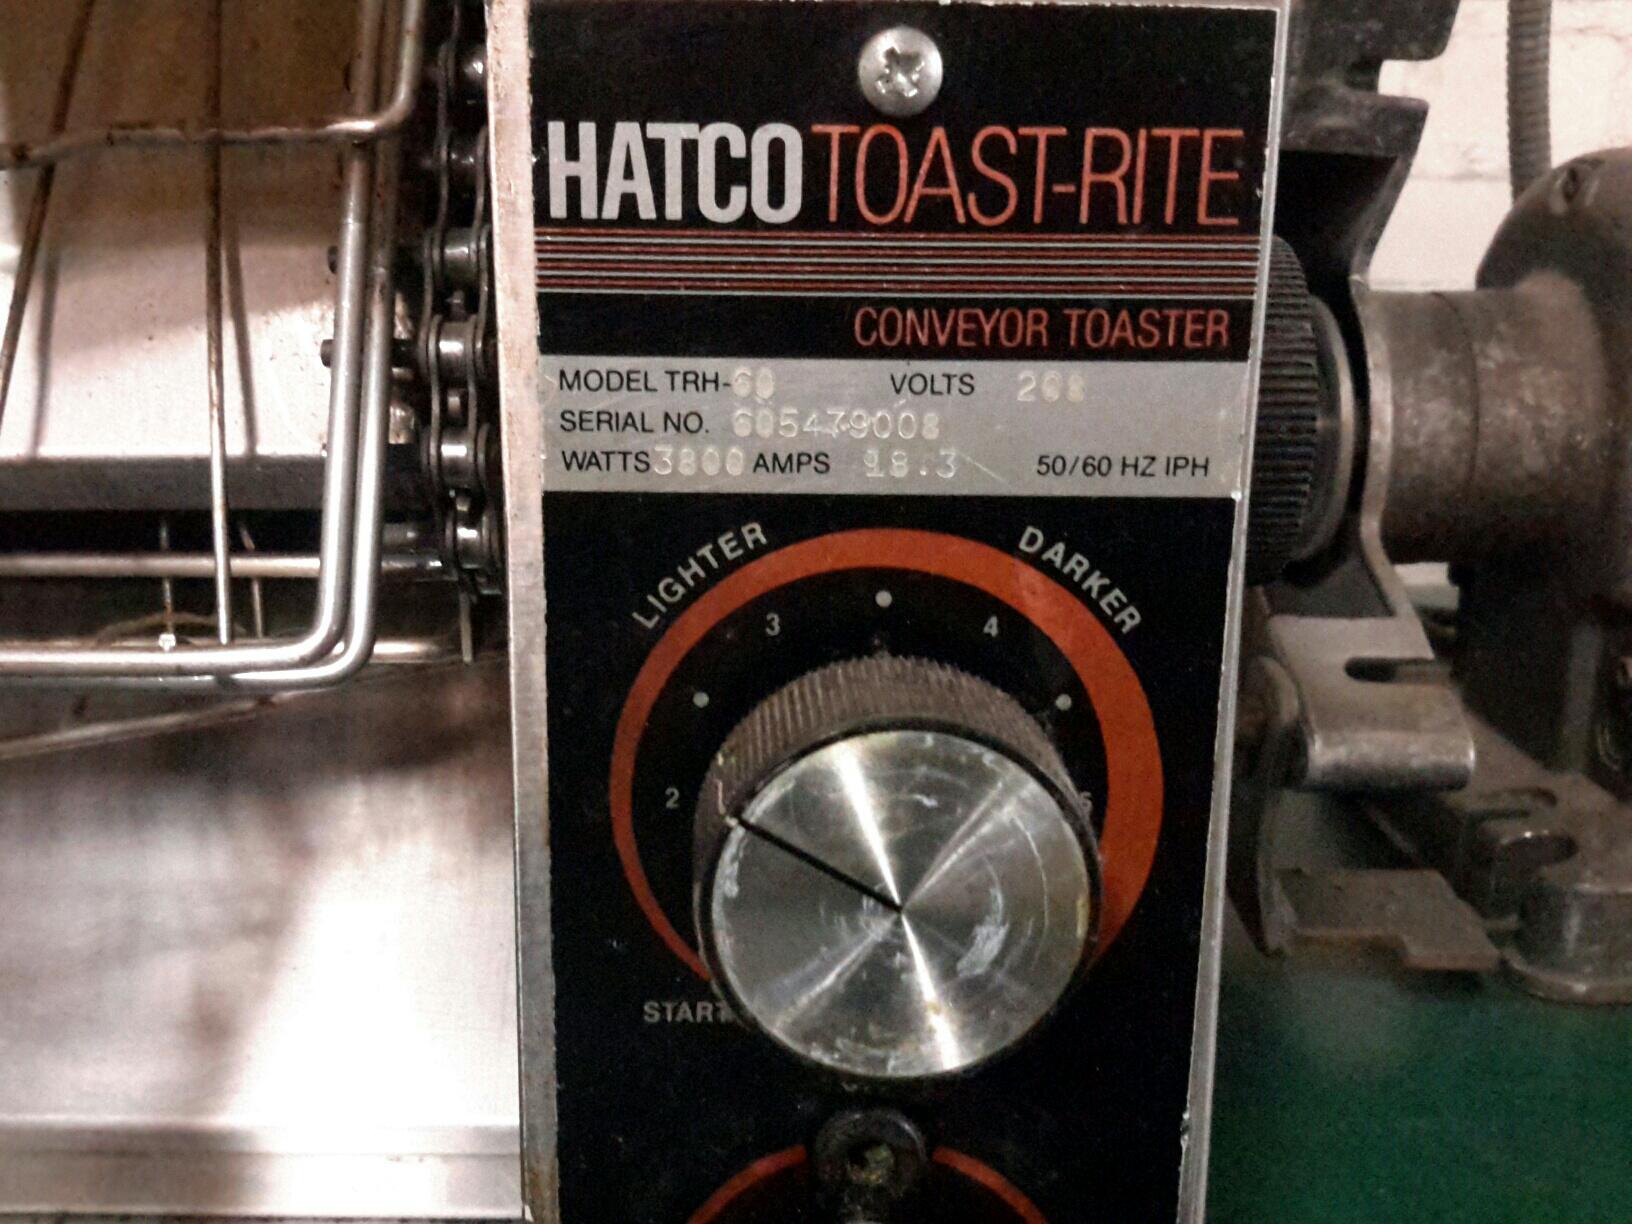 HATCO TOAST-RITE
CONVEYOR TOASTER
MODEL TRH-60 VOLTS 208
SERIAL NO. 605479008
WATTS 3800 AMPS 18.3 50/60 HZ IPH
LIGHTER DARKER
3 4
2 5
START